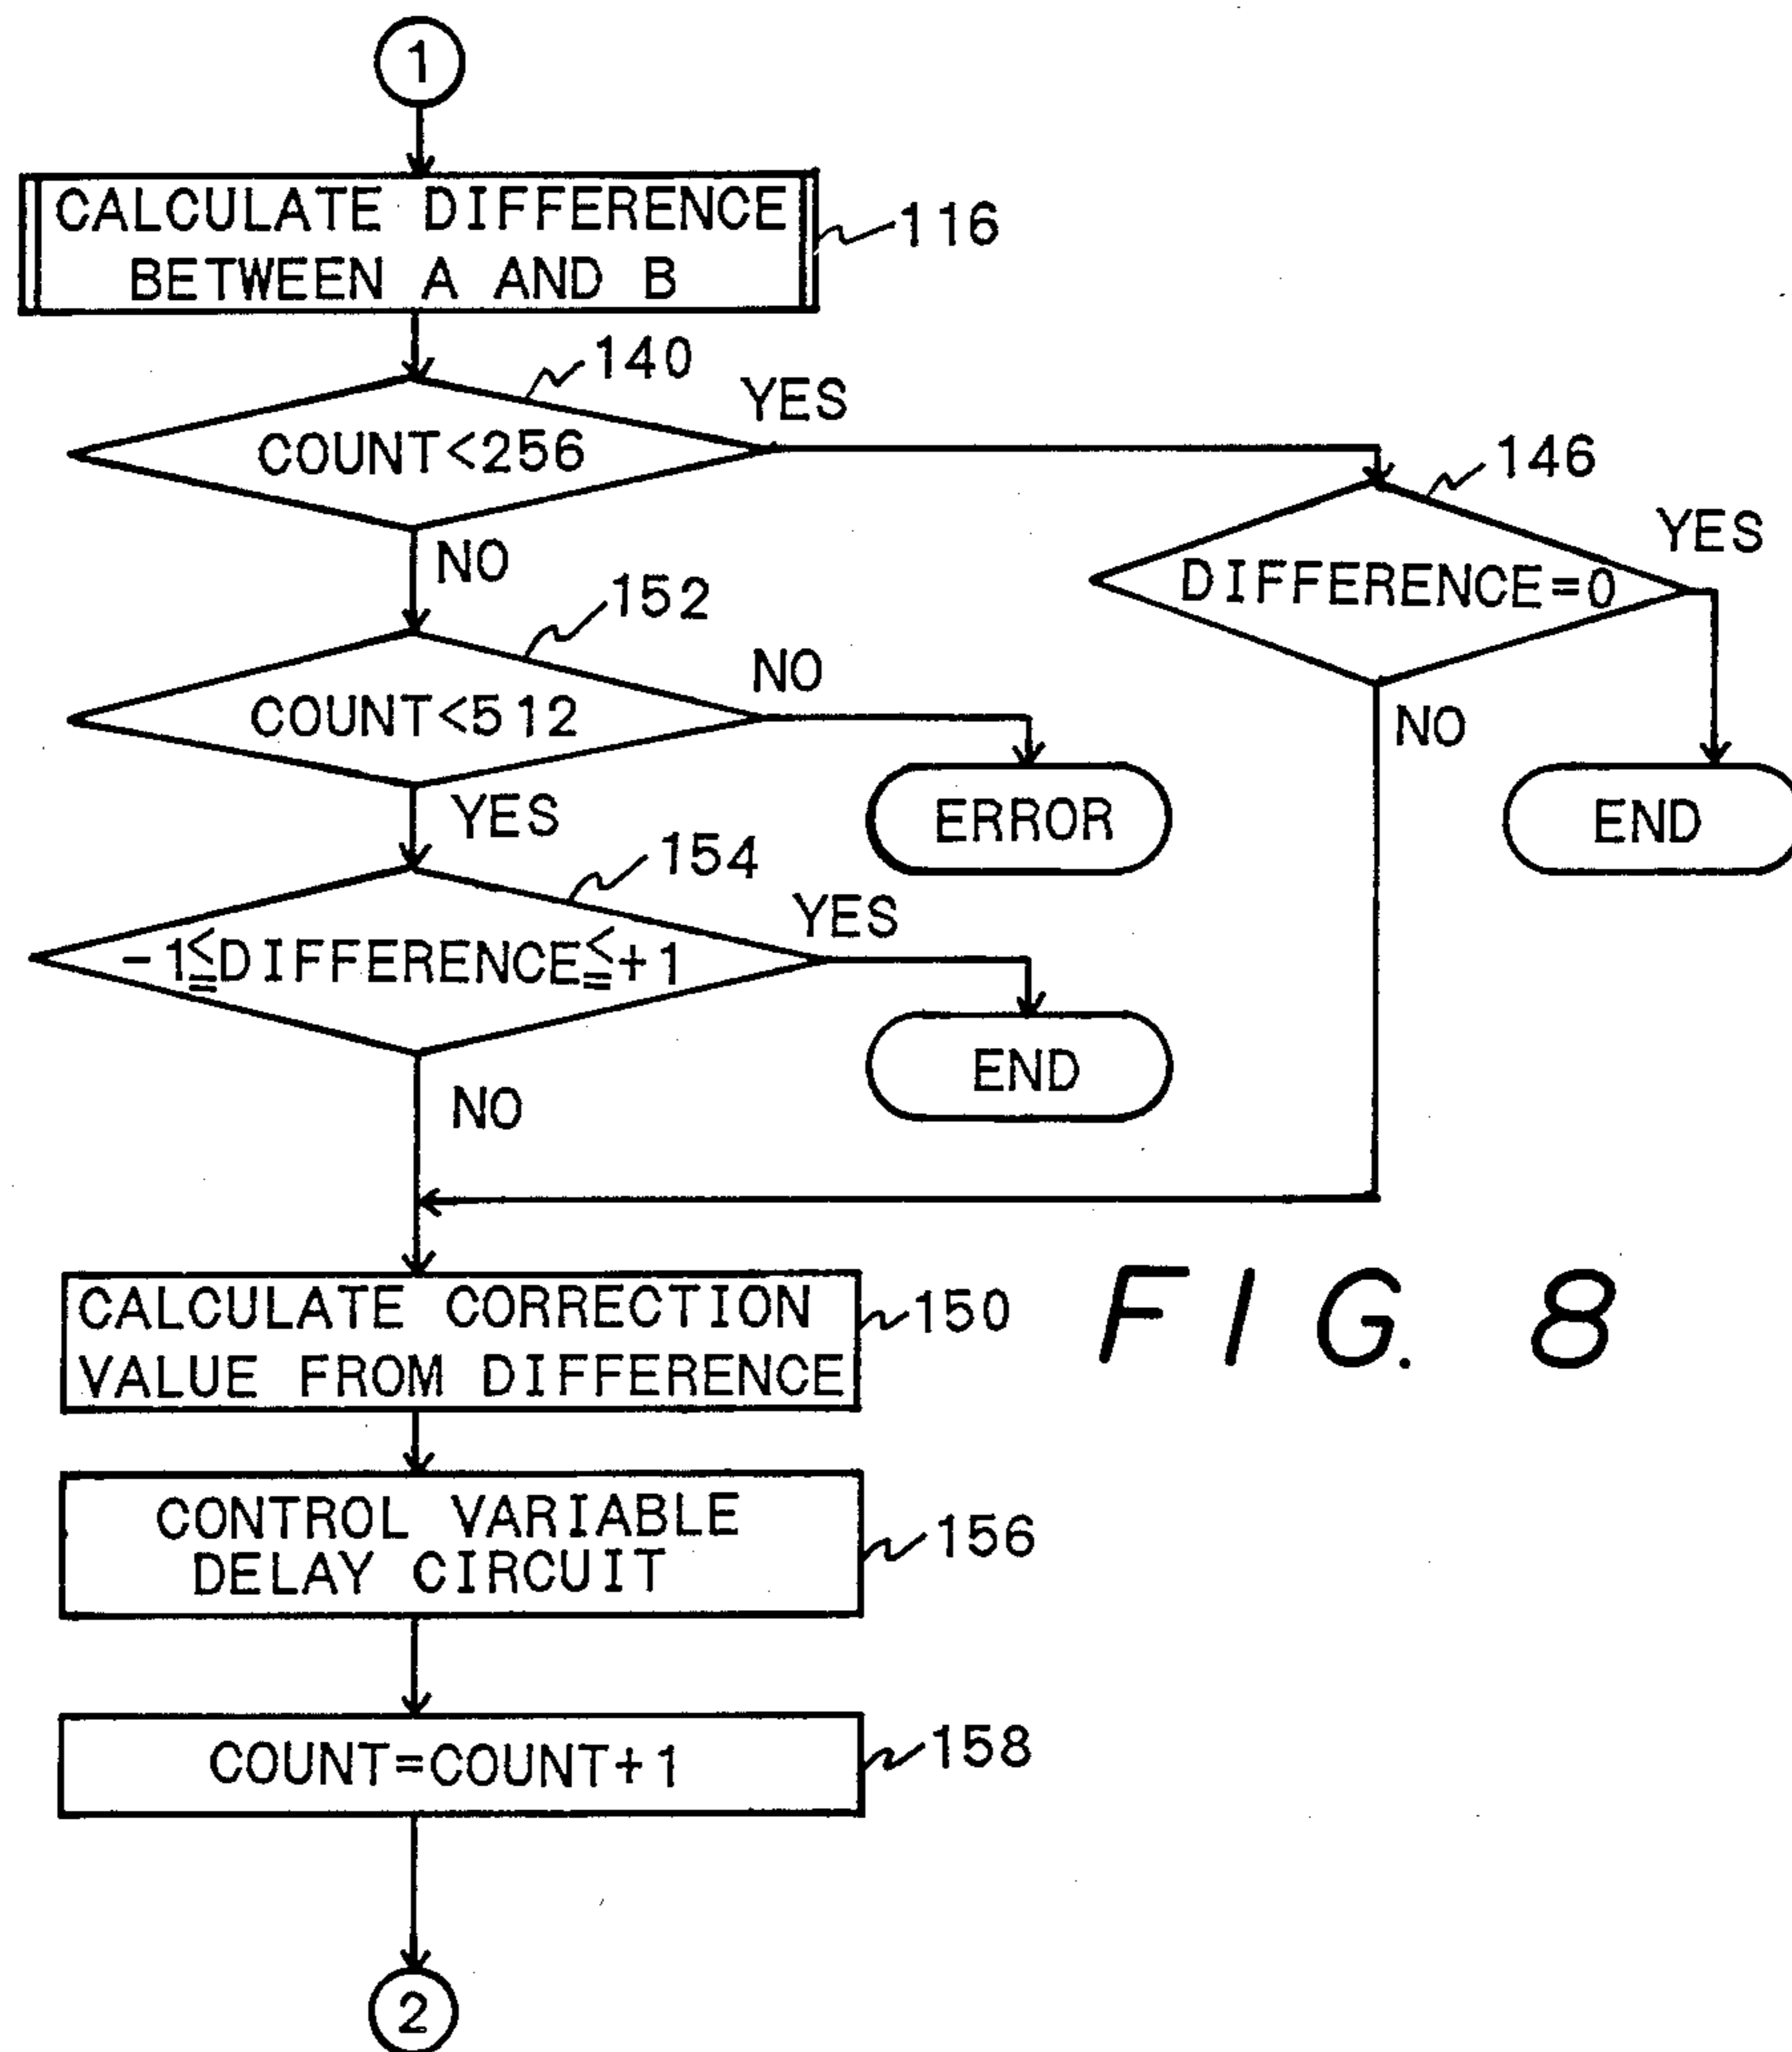 1
CALCULATE DIFFERENCE
BETWEEN A AND B
116
140
YES
COUNT<256
146
YES
NO
DIFFERENCE=0
152
NO
COUNT<512
NO
ERROR
END
YES
154
YES
-1≦DIFFERENCE≦+1
END
NO
CALCULATE CORRECTION
VALUE FROM DIFFERENCE
150
FIG. 8
CONTROL VARIABLE
DELAY CIRCUIT
156
COUNT=COUNT+1
158
2